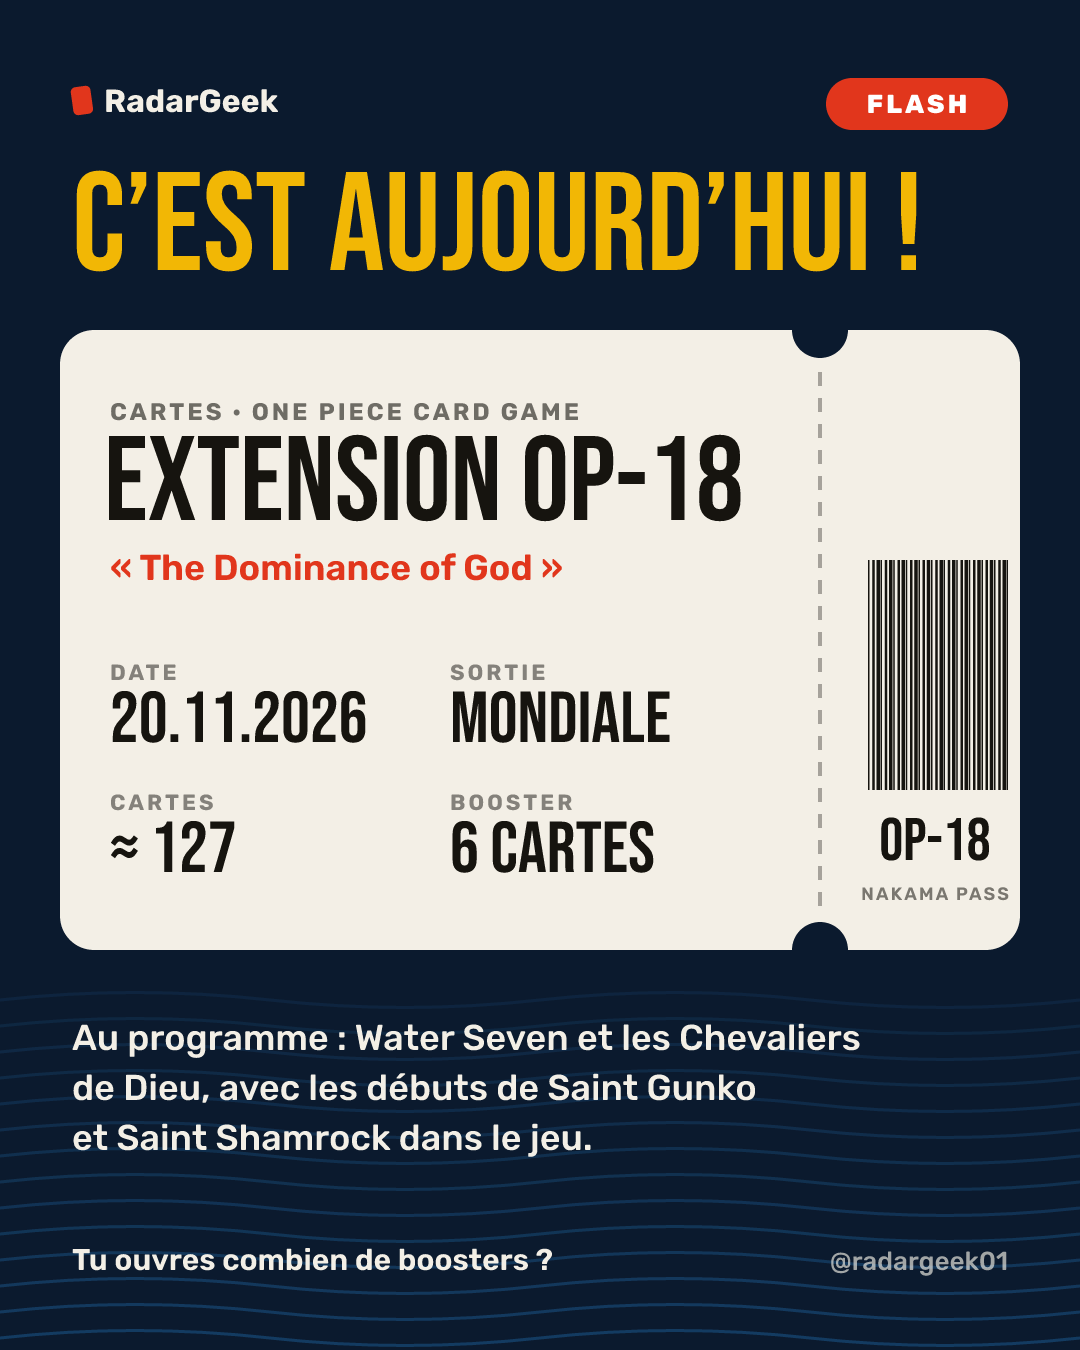 RadarGeek
FLASH
C’EST AUJOURD’HUI !
CARTES • ONE PIECE CARD GAME
EXTENSION OP-18
« The Dominance of God »
DATE
20.11.2026
SORTIE
MONDIALE
CARTES
≈ 127
BOOSTER
6 CARTES
OP-18
NAKAMA PASS
Au programme : Water Seven et les Chevaliers
de Dieu, avec les débuts de Saint Gunko
et Saint Shamrock dans le jeu.
Tu ouvres combien de boosters ?
@radargeek01